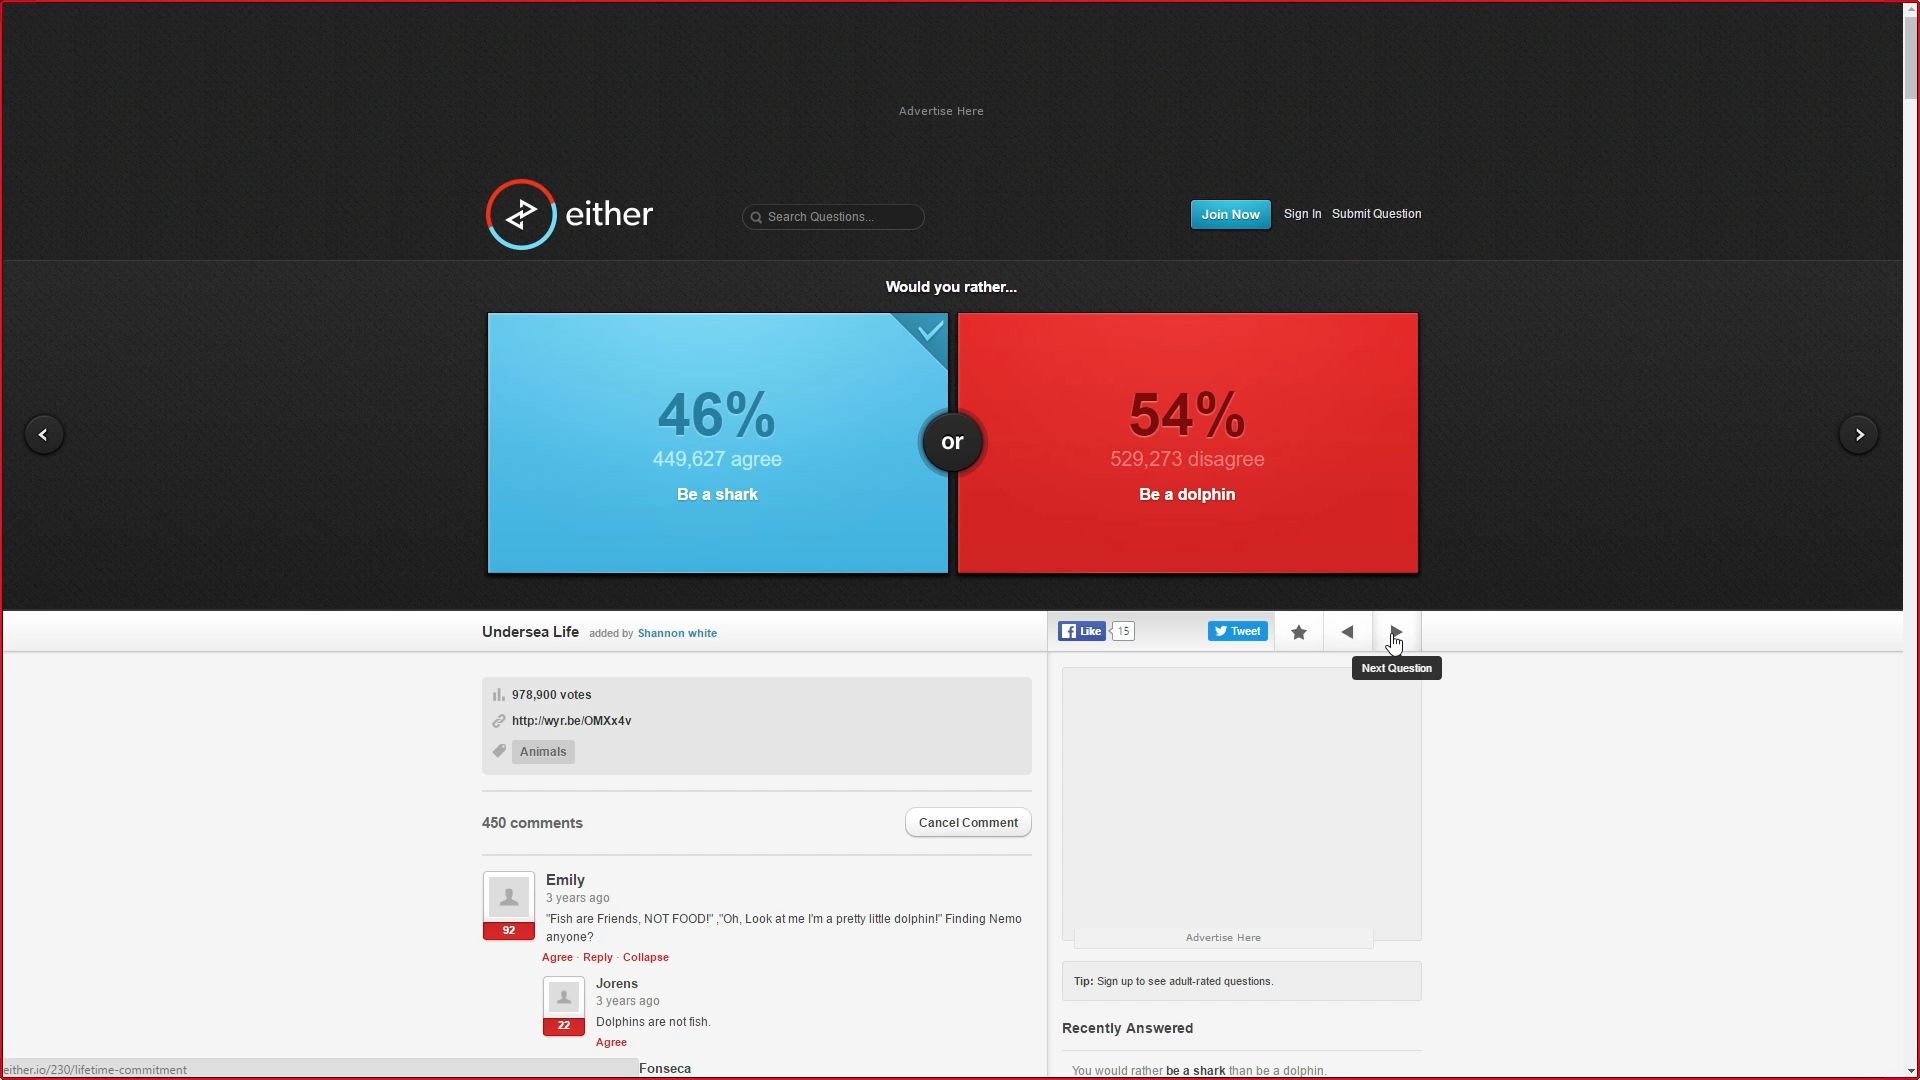 Advertise Here
either
Search Questions...
Join Now Sign In Submit Question
Would you rather...
46%
449,627 agree
Be a shark
or
54%
529,273 disagree
Be a dolphin
Undersea Life added by Shannon white
Like 15
Tweet
Next Question
978,900 votes
http://wyr.be/OMXx4v
Animals
450 comments
Cancel Comment
Emily
3 years ago
"Fish are Friends, NOT FOOD!" ,"Oh, Look at me I'm a pretty little dolphin!" Finding Nemo
anyone?
92
Agree · Reply · Collapse
Jorens
3 years ago
Dolphins are not fish.
22
Agree
Fonseca
Advertise Here
Tip: Sign up to see adult-rated questions.
Recently Answered
You would rather be a shark than be a dolphin.
either.io/230/lifetime-commitment